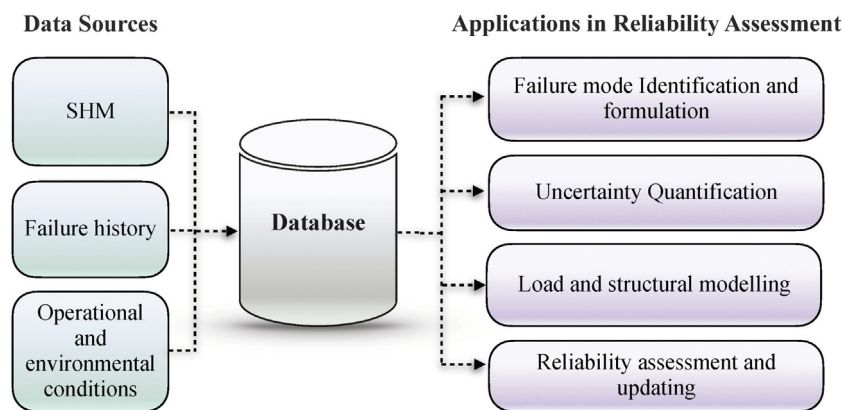 Data Sources
SHM
Failure history
Operational
and
environmental
conditions
Database
Applications in Reliability Assessment
Failure mode Identification and
formulation
Uncertainty Quantification
Load and structural modelling
Reliability assessment and
updating